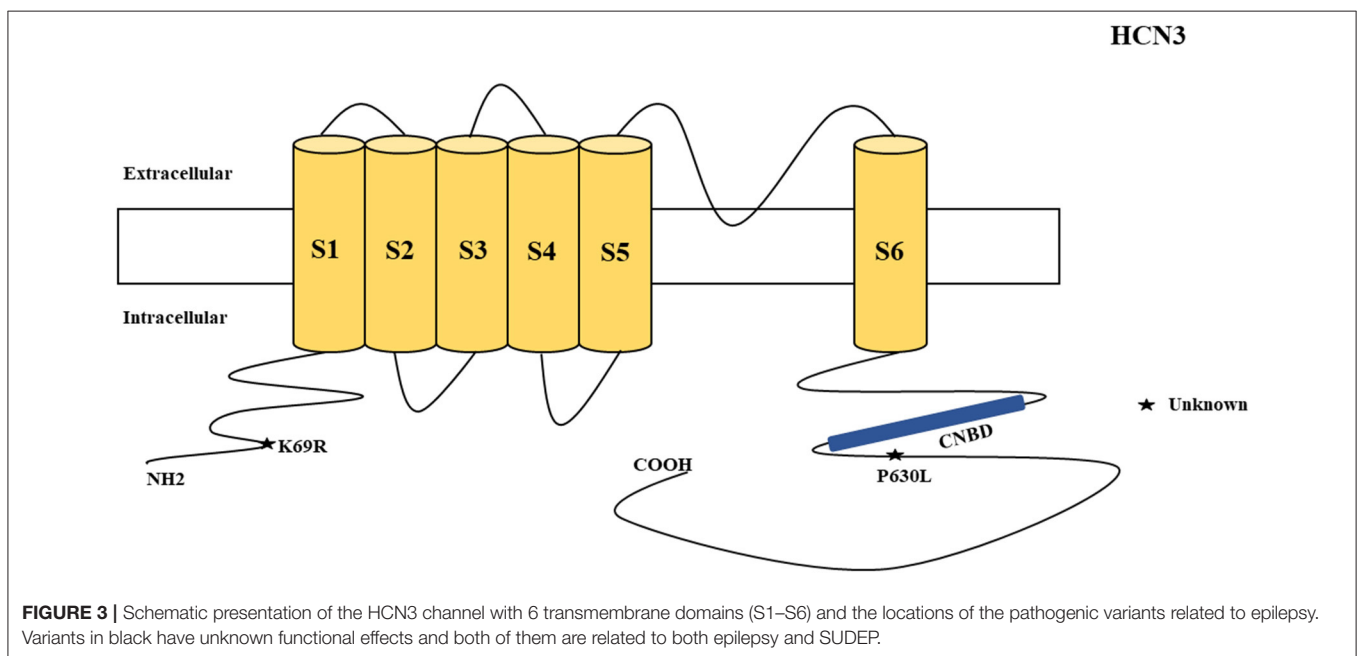 HCN3
Extracellular
S1 S2 S3 S4 S5 S6
Intracellular
Unknown
CNBD
K69R
COOH
NH2
P630L
FIGURE 3 | Schematic presentation of the HCN3 channel with 6 transmembrane domains (S1–S6) and the locations of the pathogenic variants related to epilepsy.
Variants in black have unknown functional effects and both of them are related to both epilepsy and SUDEP.